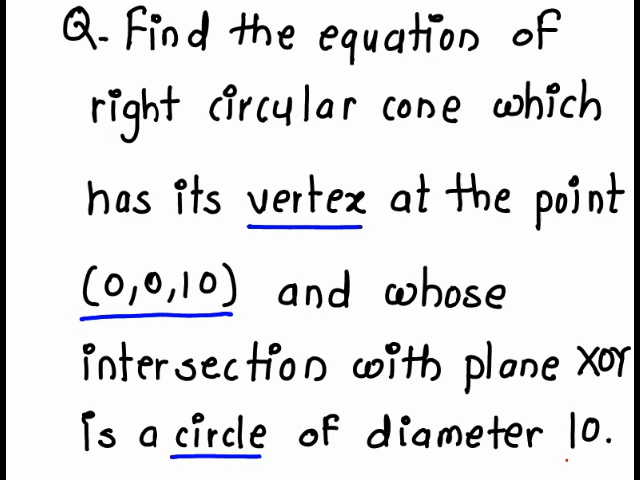 Q- Find the equation of
right circular cone which
has its vertex at the point
(0,0,10) and whose
intersection with plane XOY
is a circle of diameter 10.